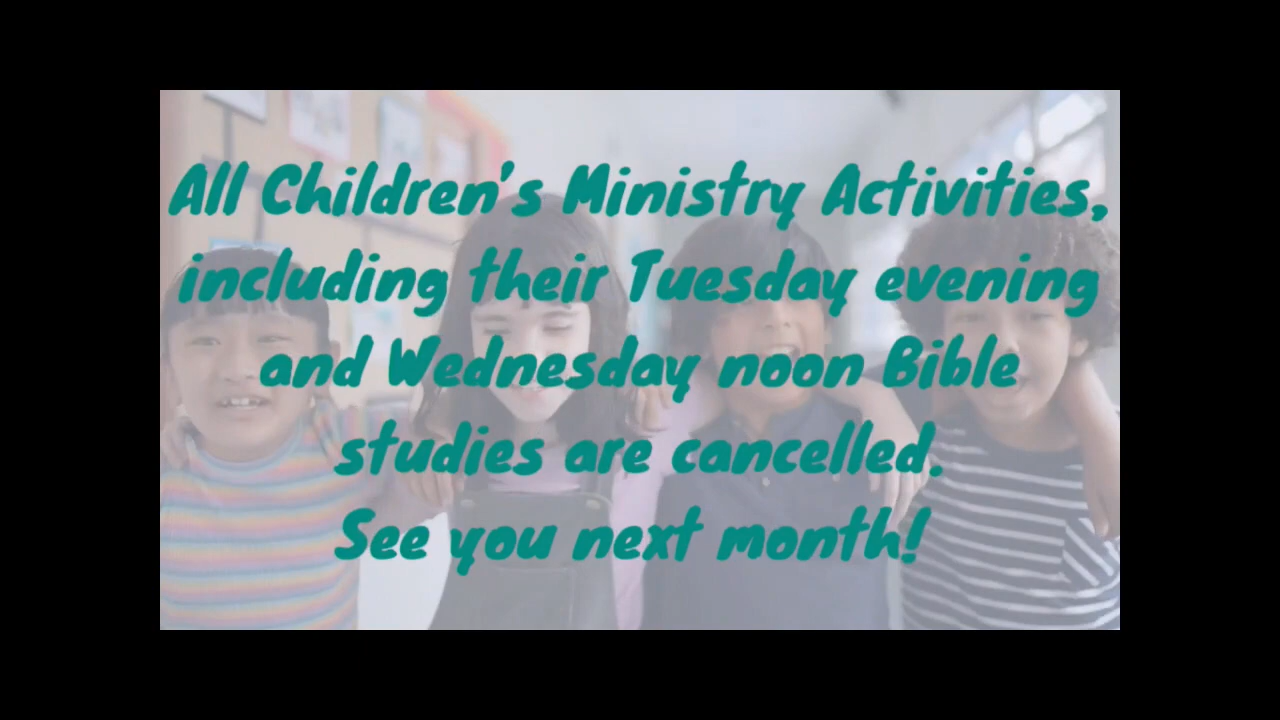 All Children's Ministry Activities,
including their Tuesday evening
and Wednesday noon Bible
studies are cancelled.
See you next month!